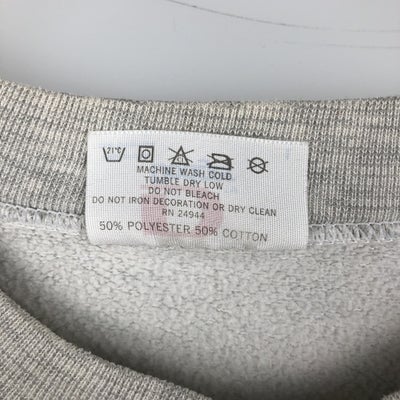 21°C
MACHINE WASH COLD
TUMBLE DRY LOW
DO NOT BLEACH
DO NOT IRON DECORATION OR DRY CLEAN
RN 24944
50% POLYESTER 50% COTTON